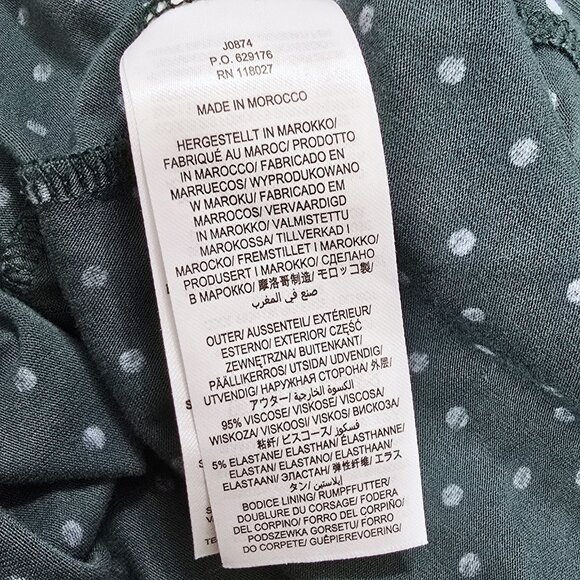 J0874
P.O. 629176
RN 118027
MADE IN MOROCCO
HERGESTELLT IN MAROKKO/
FABRIQUÉ AU MAROC/ PRODOTTO
IN MAROCCO/ FABRICADO EN
MARRUECOS/ WYPRODUKOWANO
W MAROKU/ FABRICADO EM
MARROCOS/ VERVAARDIGD
IN MAROKKO/ VALMISTETTU
MAROKOSSA/ TILLVERKAD I
MAROCKO/ FREMSTILLET I MAROKKO/
PRODUSERT I MAROKKO/ СДЕЛАНО
В МАРОККО/ 摩洛哥制造/ モロッコ製/
صنع في المغرب
OUTER/ AUSSENTEIL/ EXTÉRIEUR/
ESTERNO/ EXTERIOR/ CZĘŚĆ
ZEWNĘTRZNA/ BUITENKANT/
PÄÄLLIKERROS/ UTSIDA/ UDVENDIG/
UTVENDIG/ НАРУЖНАЯ СТОРОНА/ 外层/
アウター/ الكسوة الخارجية/
95% VISCOSE/ VISKOSE/ VISCOSA/
WISKOZA/ VISKOOSI/ VISKOS/ ВИСКОЗА/
粘纤/ ビスコース/ فسكوز/
5% ELASTANE/ ELASTHAN/ ÉLASTHANNE/
ELASTAN/ ELASTANO/ ELASTAAN/
ELASTAANI/ ЭЛАСТАН/ 弹性纤维/ エラス
タン/ إيلاستين/
BODICE LINING/ RUMPFFUTTER/
DOUBLURE DU CORSAGE/ FODERA
DEL CORPINO/ FORRO DEL CORPIÑO/
PODSZEWKA GORSETU/ FORRO DO
CORPETE/ GUÊPIÈREVOERING/